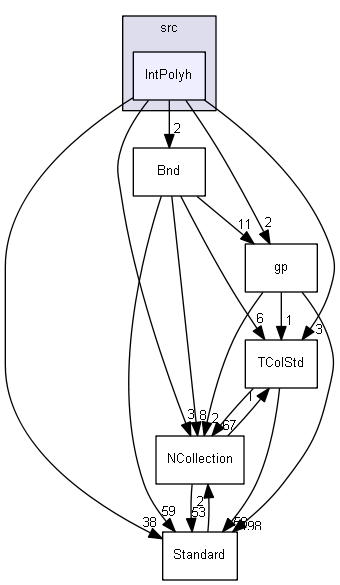 src
IntPolyh
2
Bnd
11
2
gp
6
1
3
TColStd
1
3
8
2
67
NCollection
2
59
53
38
Standard